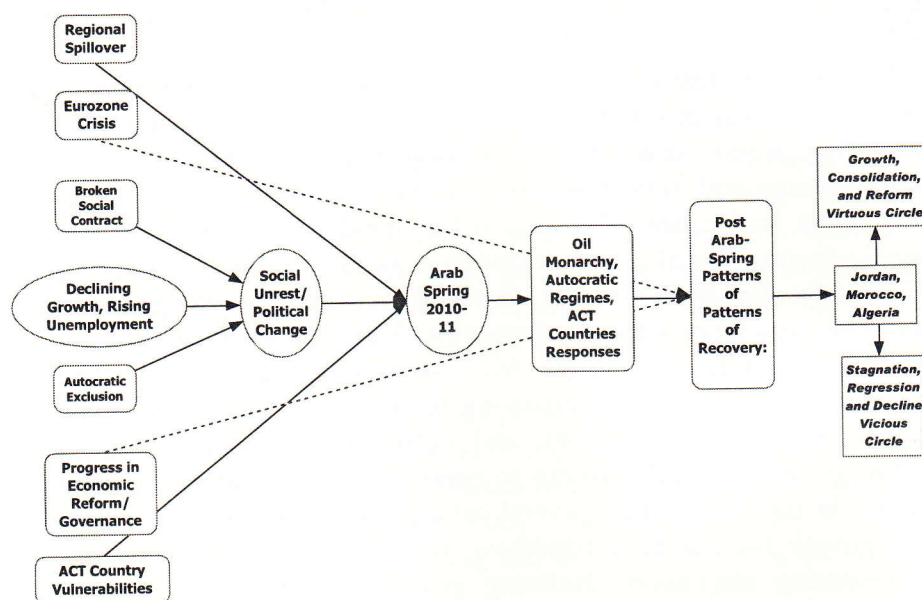 Regional
Spillover
Eurozone
Crisis
Broken
Social
Contract
Declining
Growth, Rising
Unemployment
Autocratic
Exclusion
Progress in
Economic
Reform/
Governance
ACT Country
Vulnerabilities
Social
Unrest/
Political
Change
Arab
Spring
2010-
11
Oil
Monarchy,
Autocratic
Regimes,
ACT
Countries
Responses
Post
Arab-
Spring
Patterns
of
Patterns
of
Recovery:
Growth,
Consolidation,
and Reform
Virtuous Circle
Jordan,
Morocco,
Algeria
Stagnation,
Regression
and Decline
Vicious
Circle